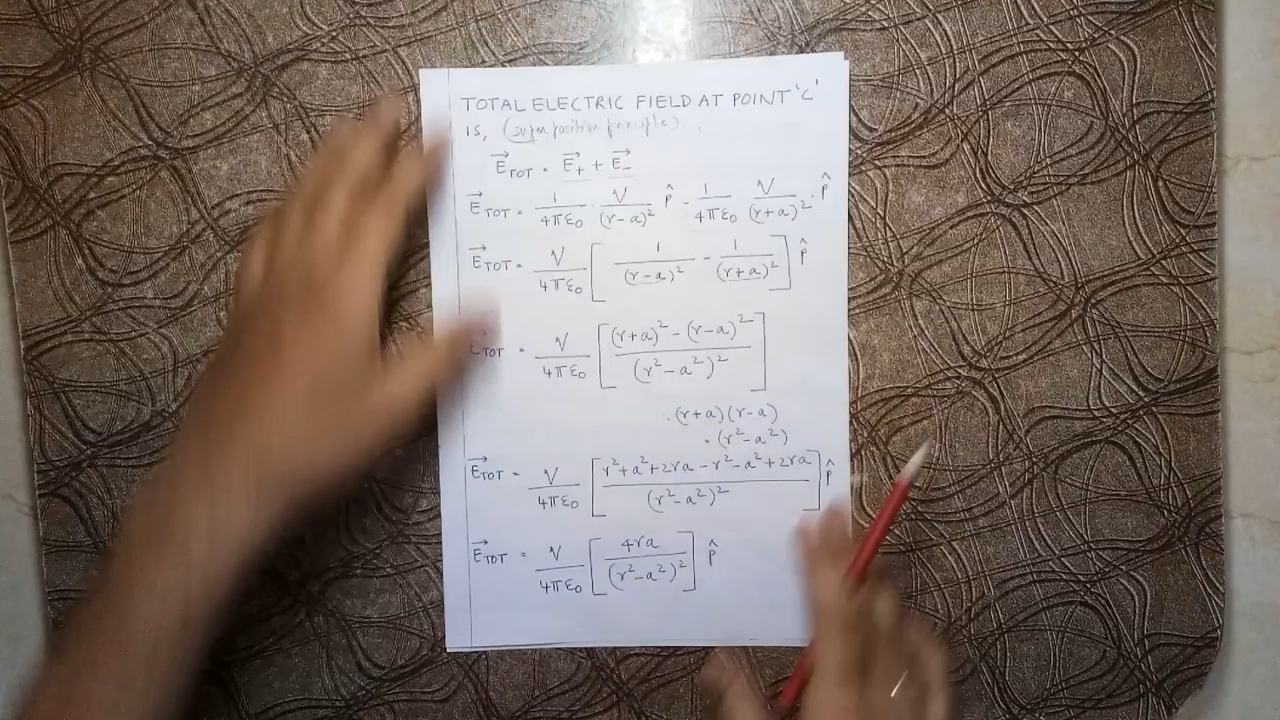 TOTAL ELECTRIC FIELD AT POINT 'C'
IS, (super position principle).
E⃗TOT = E⃗+ + E⃗−
E⃗TOT = 1/4πε0 · q/(r-a)² p̂ - 1/4πε0 q/(r+a)² · p̂
E⃗TOT = q/4πε0 [ 1/(r-a)² - 1/(r+a)² ] p̂
E⃗TOT = q/4πε0 [ (r+a)² - (r-a)² / (r²-a²)² ]
(r+a)(r-a)
= (r²-a²)
E⃗TOT = q/4πε0 [ r²+a²+2ra-r²-a²+2ra / (r²-a²)² ] p̂
E⃗TOT = q/4πε0 [ 4ra / (r²-a²)² ] p̂